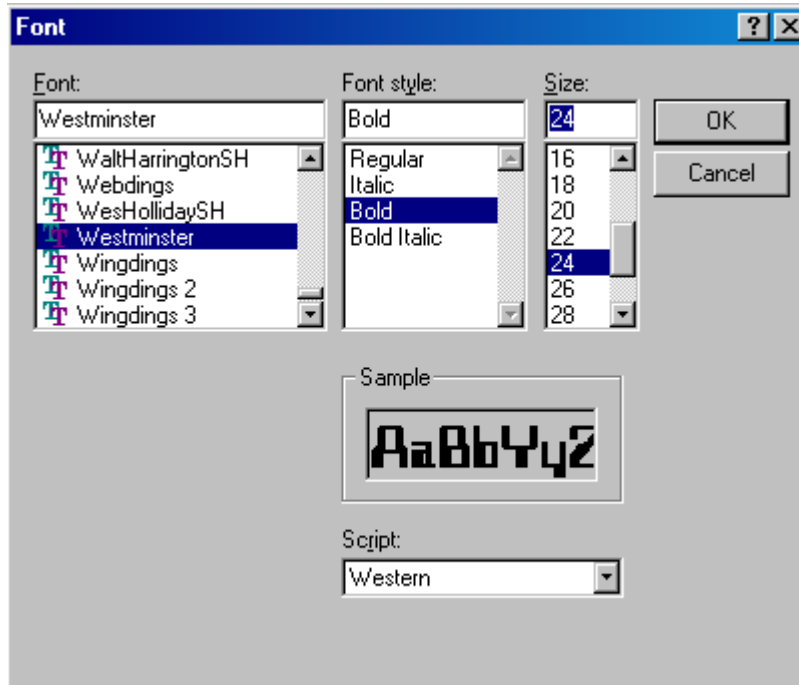 Font
Font:
Westminster
WaltHarringtonSH
Webdings
WesHollidaySH
Westminster
Wingdings
Wingdings 2
Wingdings 3
Font style:
Bold
Regular
Italic
Bold
Bold Italic
Size:
24
16
18
20
22
24
26
28
OK
Cancel
Sample
AaBbYyZ
Script:
Western